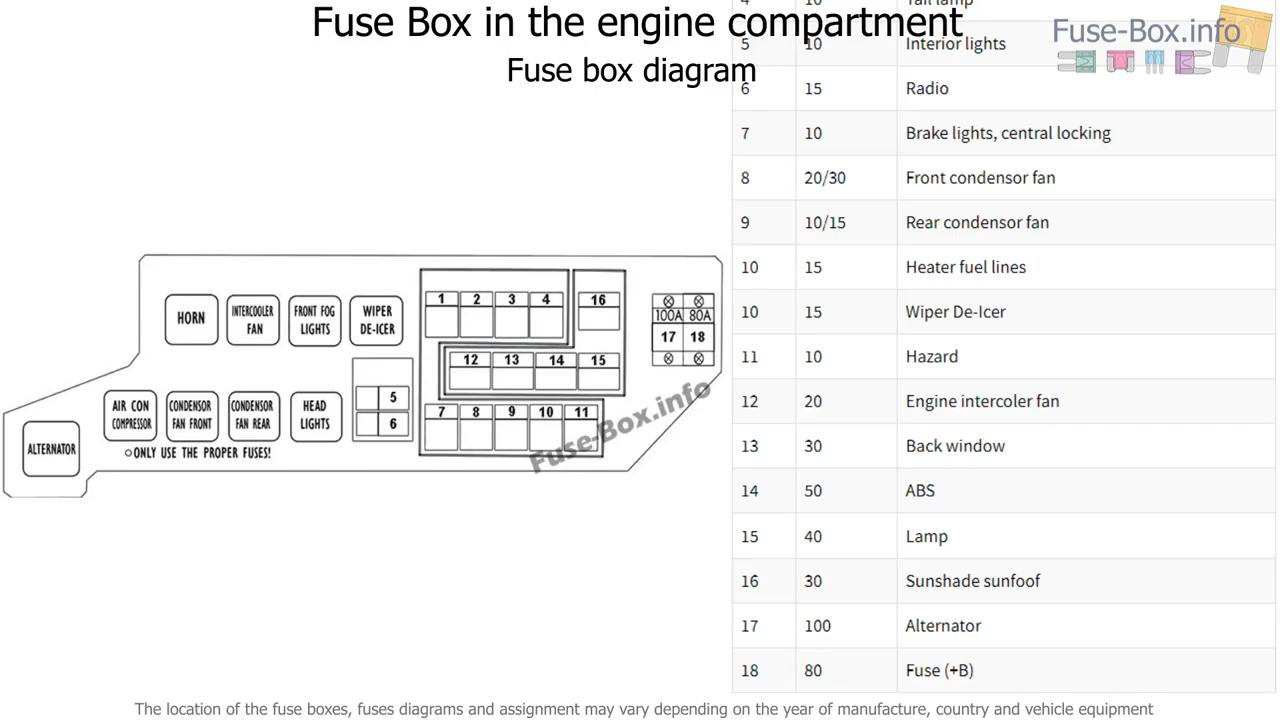 Fuse Box in the engine compartment
Fuse box diagram
Fuse-Box.info
4 10 Tail lamp
5 10 Interior lights
6 15 Radio
7 10 Brake lights, central locking
8 20/30 Front condensor fan
9 10/15 Rear condensor fan
10 15 Heater fuel lines
10 15 Wiper De-Icer
11 10 Hazard
12 20 Engine intercoler fan
13 30 Back window
14 50 ABS
15 40 Lamp
16 30 Sunshade sunfoof
17 100 Alternator
18 80 Fuse (+B)
HORN
INTERCOOLER
FAN
FRONT FOG
LIGHTS
WIPER
DE-ICER
1 2 3 4 16
100A 80A
17 18
12 13 14 15
5
6
7 8 9 10 11
AIR CON
COMPRESSOR
CONDENSOR
FAN FRONT
CONDENSOR
FAN REAR
HEAD
LIGHTS
ALTERNATOR
ONLY USE THE PROPER FUSES!
Fuse-Box.info
The location of the fuse boxes, fuses diagrams and assignment may vary depending on the year of manufacture, country and vehicle equipment